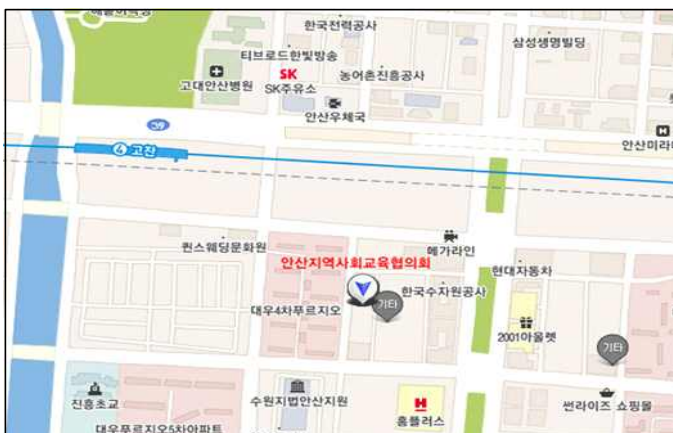 한국전력공사
삼성생명빌딩
티브로드한빛방송
고대안산병원
SK
SK주유소
농어촌진흥공사
안산우체국
39
안산미라
4 고잔
퀸스웨딩문화원
메가라인
안산지역사회교육협의회
현대자동차
한국수자원공사
기타
대우4차푸르지오
2001아울렛
기타
진흥초교
수원지법안산지원
H
홈플러스
썬라이즈 쇼핑몰
대우푸르지오5차아파트